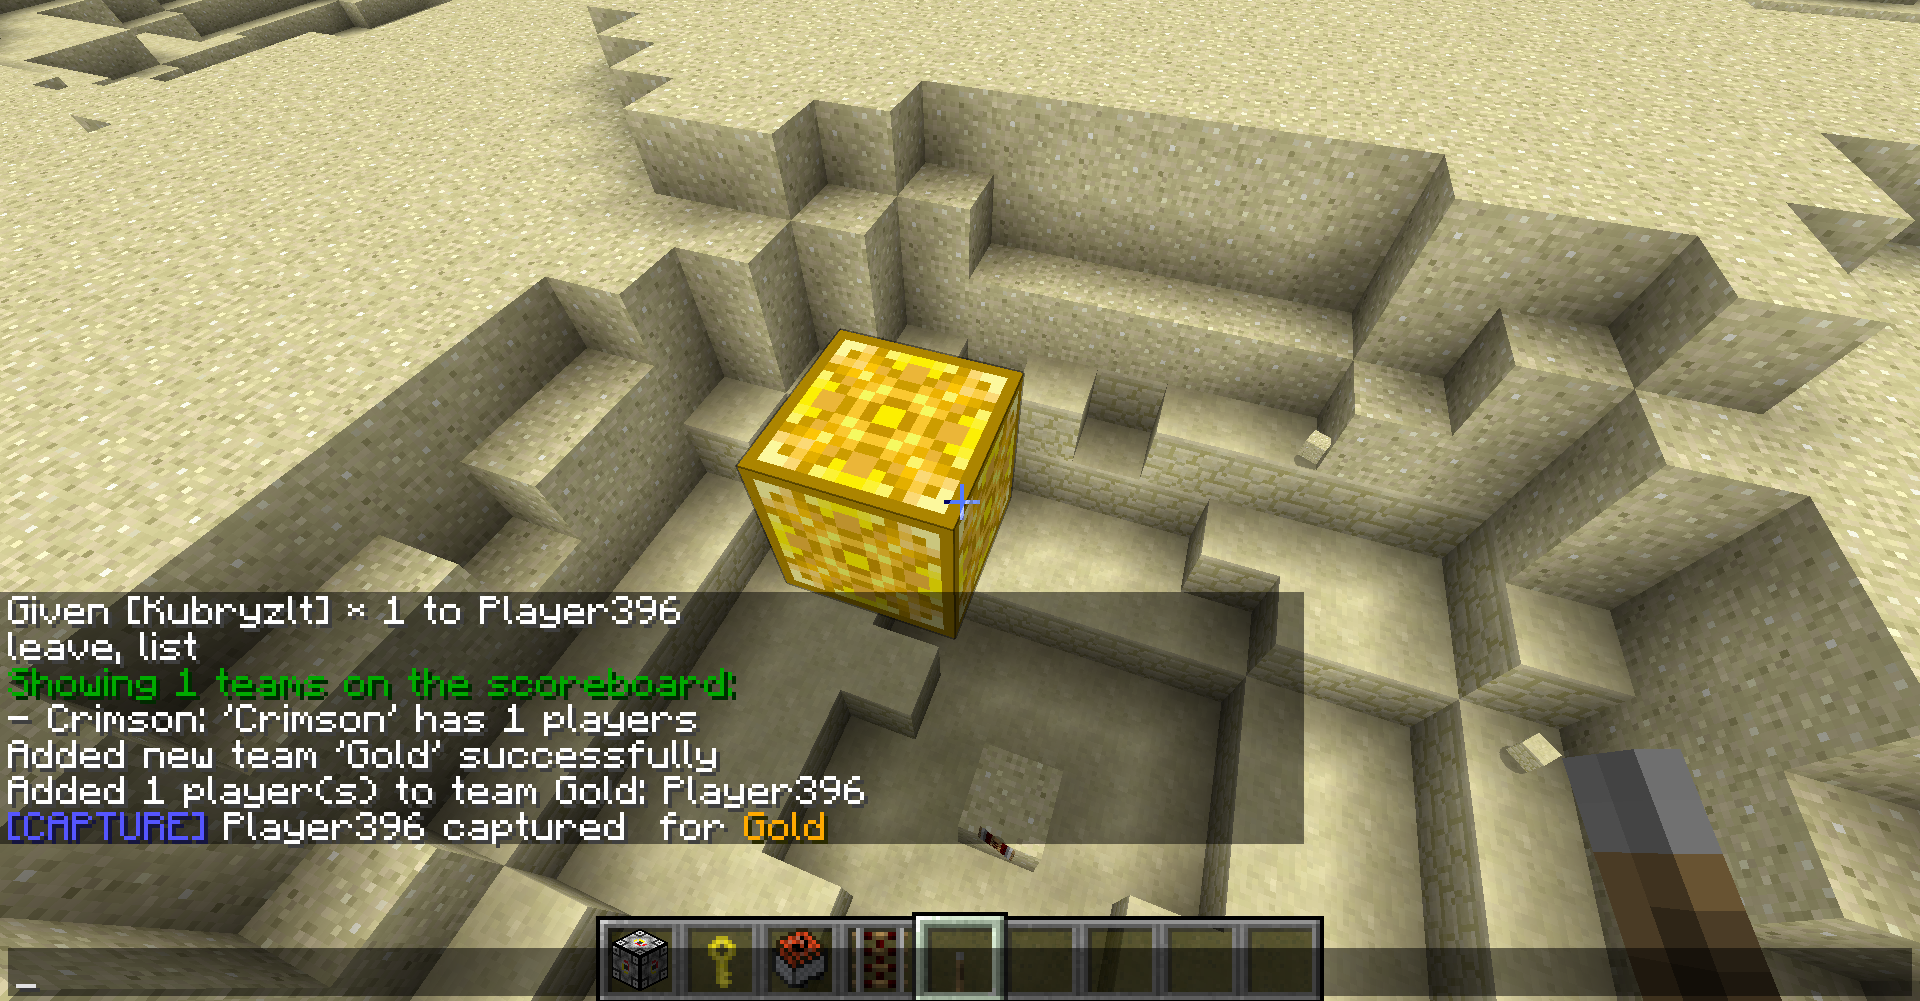 Given [Kubryzlt] × 1 to Player396
leave, list
Showing 1 teams on the scoreboard:
- Crimson: 'Crimson' has 1 players
Added new team 'Gold' successfully
Added 1 player(s) to team Gold: Player396
[CAPTURE] Player396 captured  for Gold
_